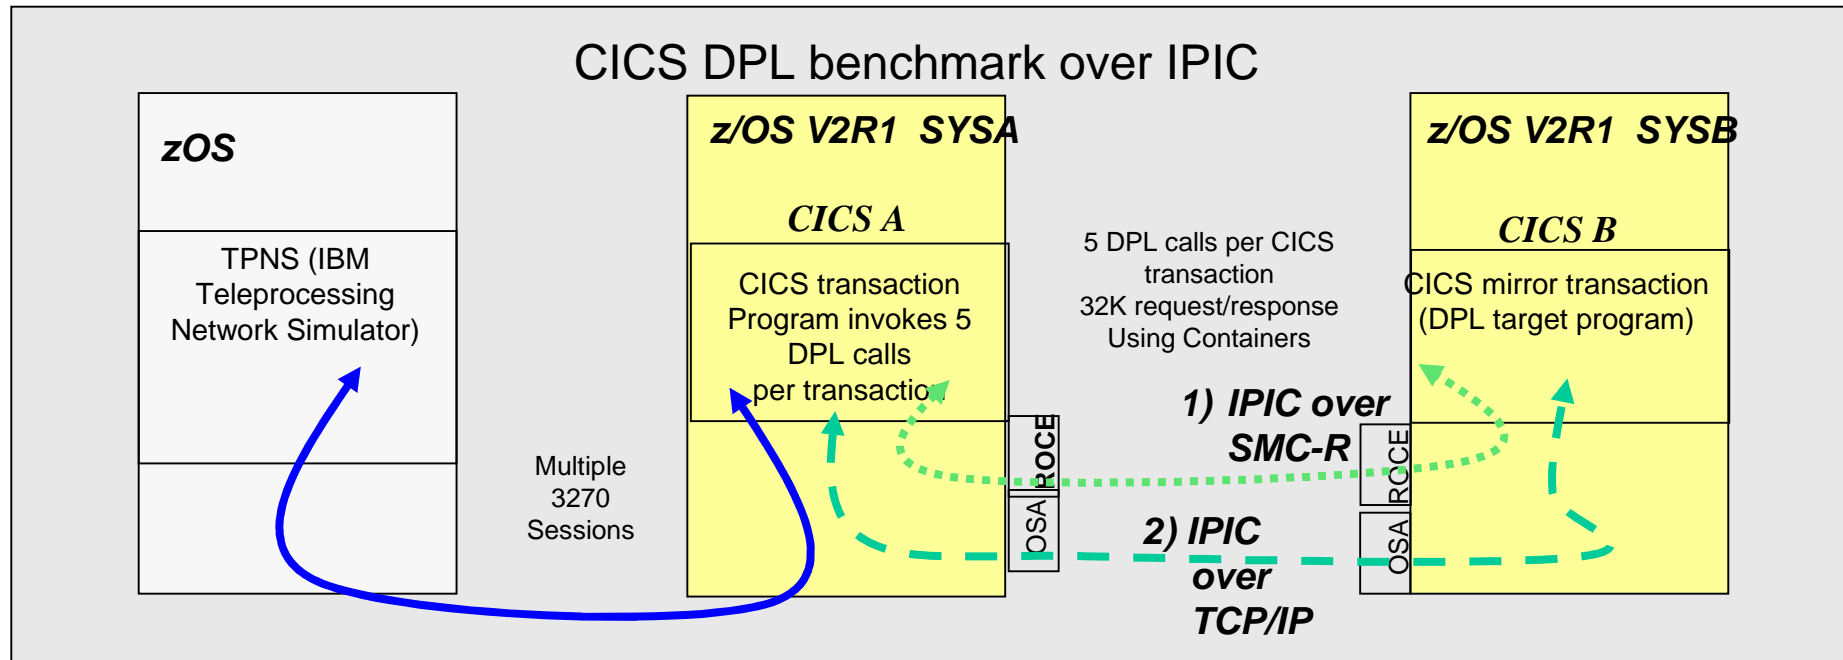 CICS DPL benchmark over IPIC
zOS
TPNS (IBM
Teleprocessing
Network Simulator)
Multiple
3270
Sessions
z/OS V2R1 SYSA
CICS A
CICS transaction
Program invokes 5
DPL calls
per transaction
ROCE
OSA
5 DPL calls per CICS
transaction
32K request/response
Using Containers
1) IPIC over
SMC-R
2) IPIC
over
TCP/IP
z/OS V2R1 SYSB
CICS B
CICS mirror transaction
(DPL target program)
ROCE
OSA